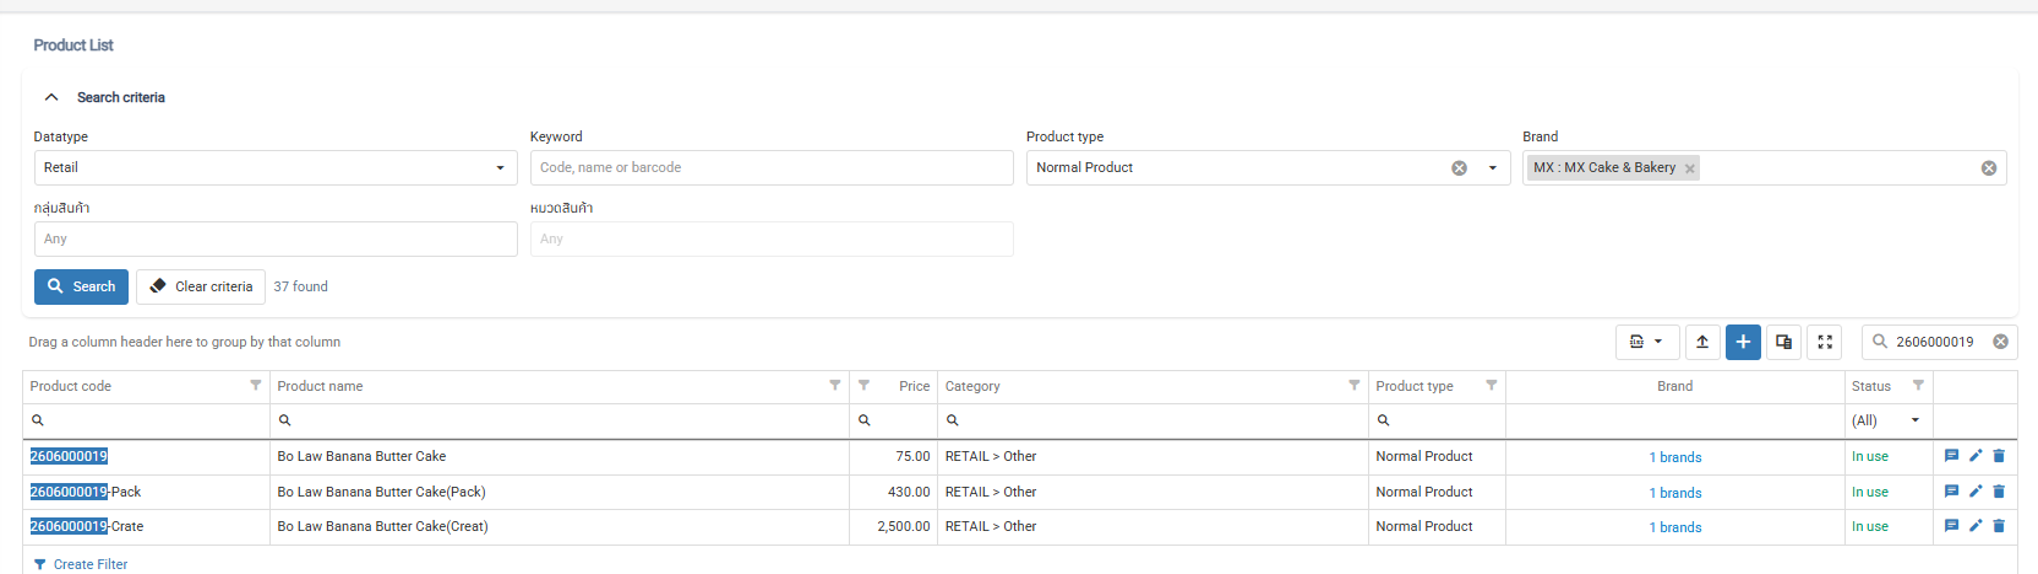 Product List
Search criteria
Datatype Keyword Product type Brand
Retail Code, name or barcode Normal Product MX : MX Cake & Bakery
กลุ่มสินค้า หมวดสินค้า
Any Any
Search Clear criteria 37 found
Drag a column header here to group by that column 2606000019
Product code Product name Price Category Product type Brand Status
(All)
2606000019 Bo Law Banana Butter Cake 75.00 RETAIL > Other Normal Product 1 brands In use
2606000019-Pack Bo Law Banana Butter Cake(Pack) 430.00 RETAIL > Other Normal Product 1 brands In use
2606000019-Crate Bo Law Banana Butter Cake(Creat) 2,500.00 RETAIL > Other Normal Product 1 brands In use
Create Filter